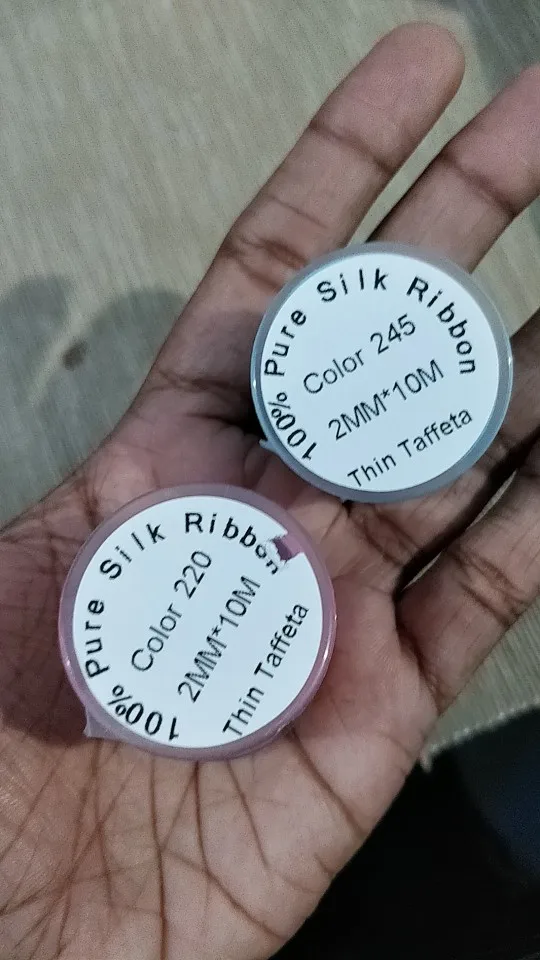 100% Pure Silk Ribbon
Color 245
2MM*10M
Thin Taffeta
100% Pure Silk Ribbon
Color 220
2MM*10M
Thin Taffeta